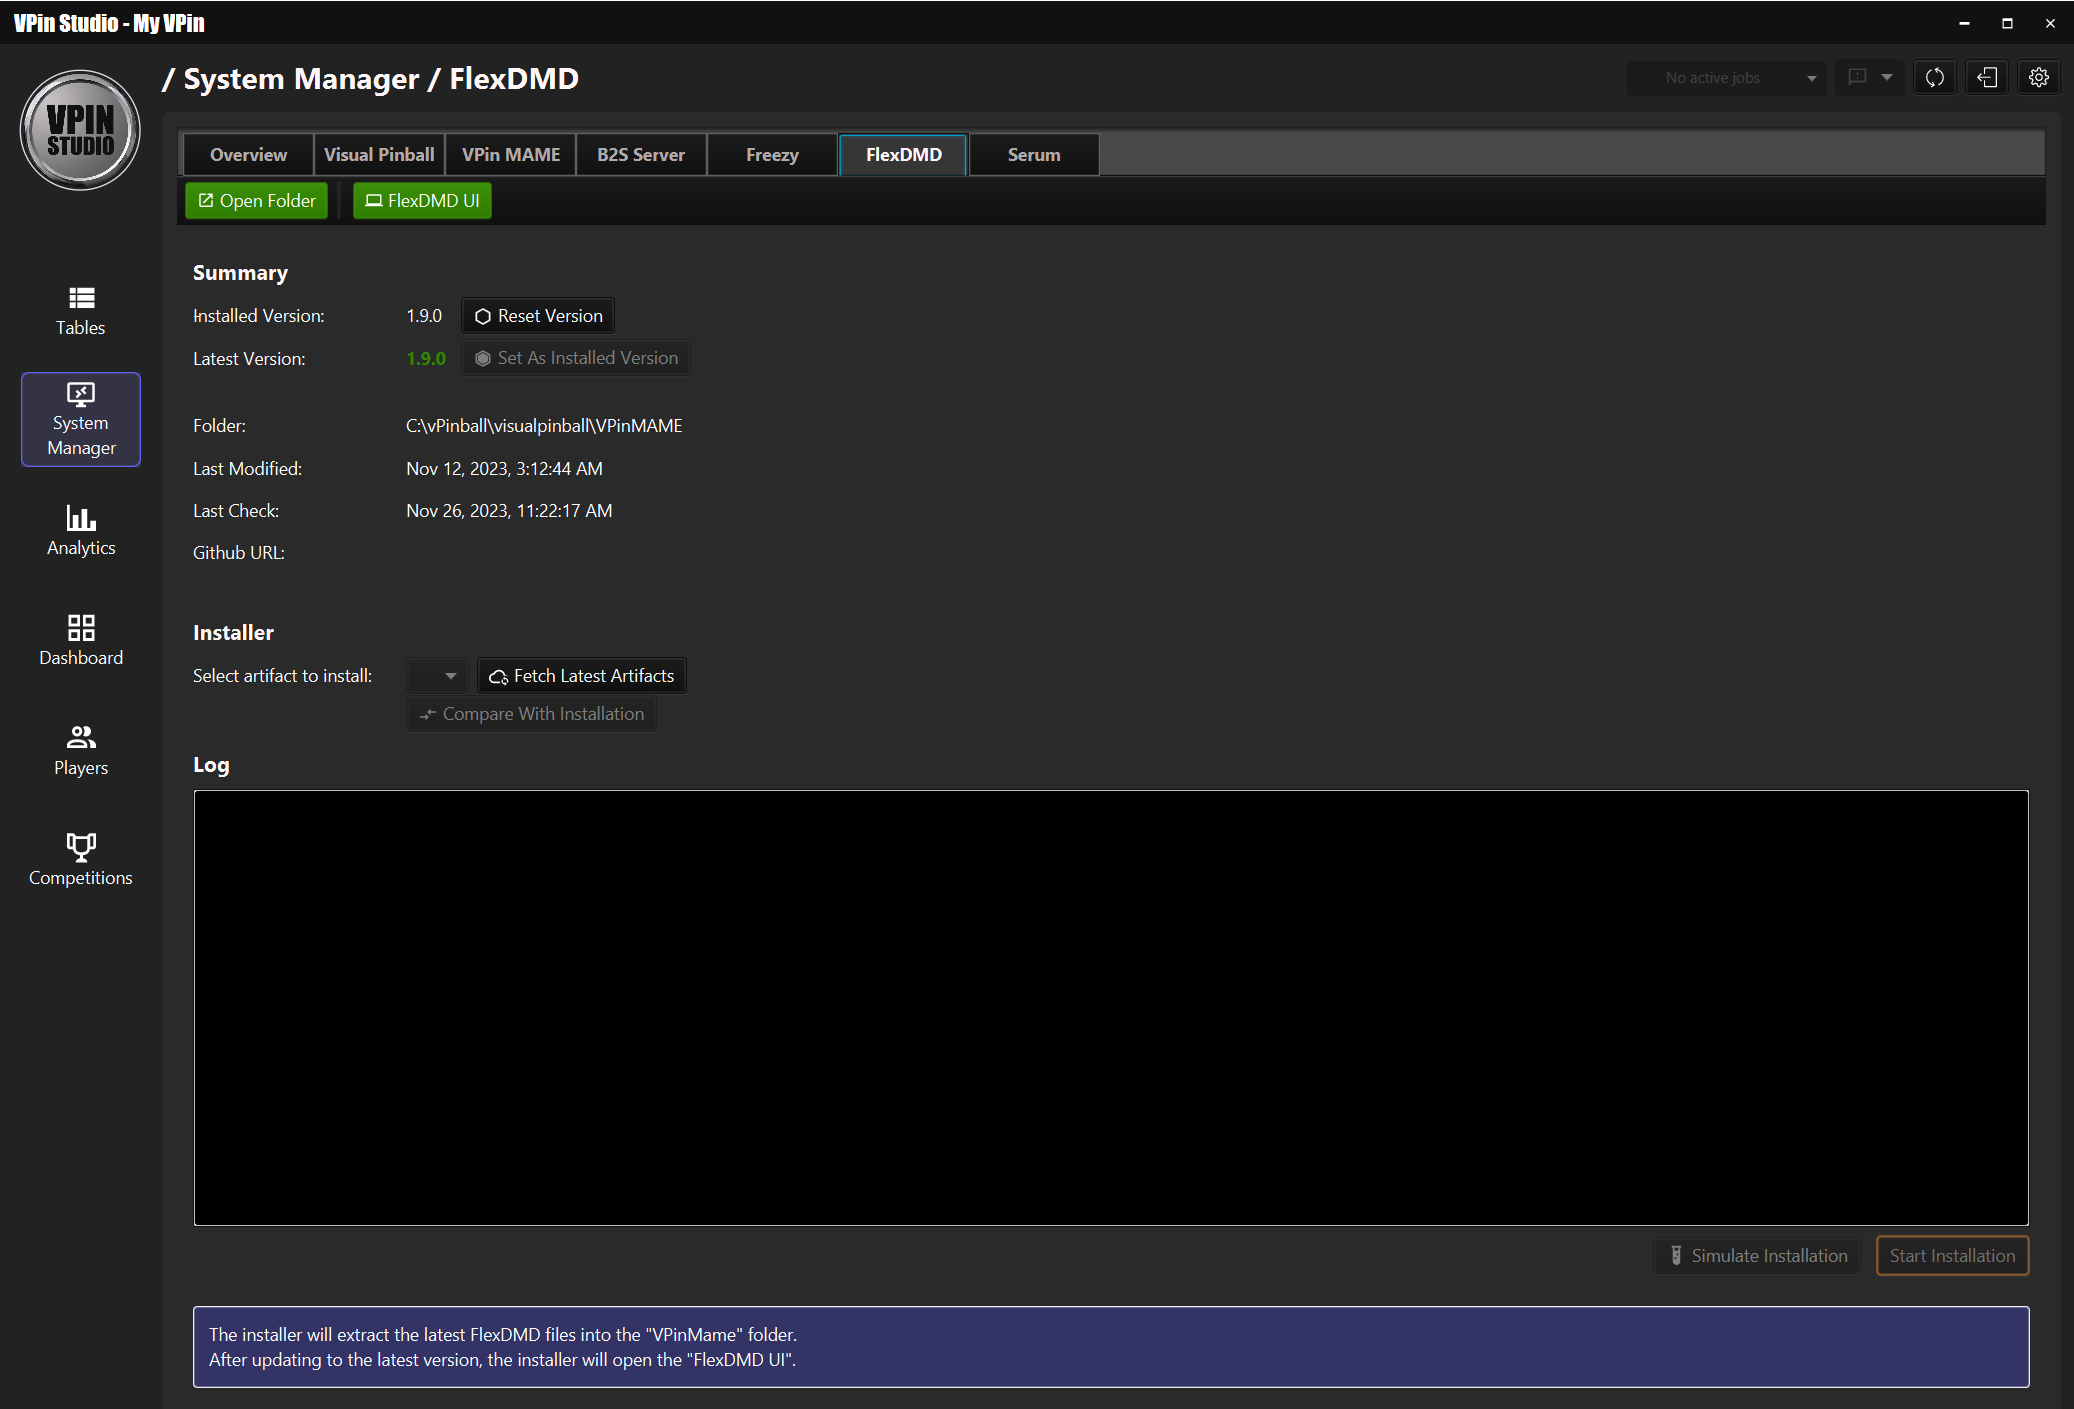 VPin Studio - My VPin
VPIN
STUDIO
/ System Manager / FlexDMD
No active jobs
Overview
Visual Pinball
VPin MAME
B2S Server
Freezy
FlexDMD
Serum
Open Folder
FlexDMD UI
Tables
System
Manager
Analytics
Dashboard
Players
Competitions
Summary
Installed Version:
1.9.0
Reset Version
Latest Version:
1.9.0
Set As Installed Version
Folder:
C:\vPinball\visualpinball\VPinMAME
Last Modified:
Nov 12, 2023, 3:12:44 AM
Last Check:
Nov 26, 2023, 11:22:17 AM
Github URL:
Installer
Select artifact to install:
Fetch Latest Artifacts
Compare With Installation
Log
Simulate Installation
Start Installation
The installer will extract the latest FlexDMD files into the "VPinMame" folder.
After updating to the latest version, the installer will open the "FlexDMD UI".